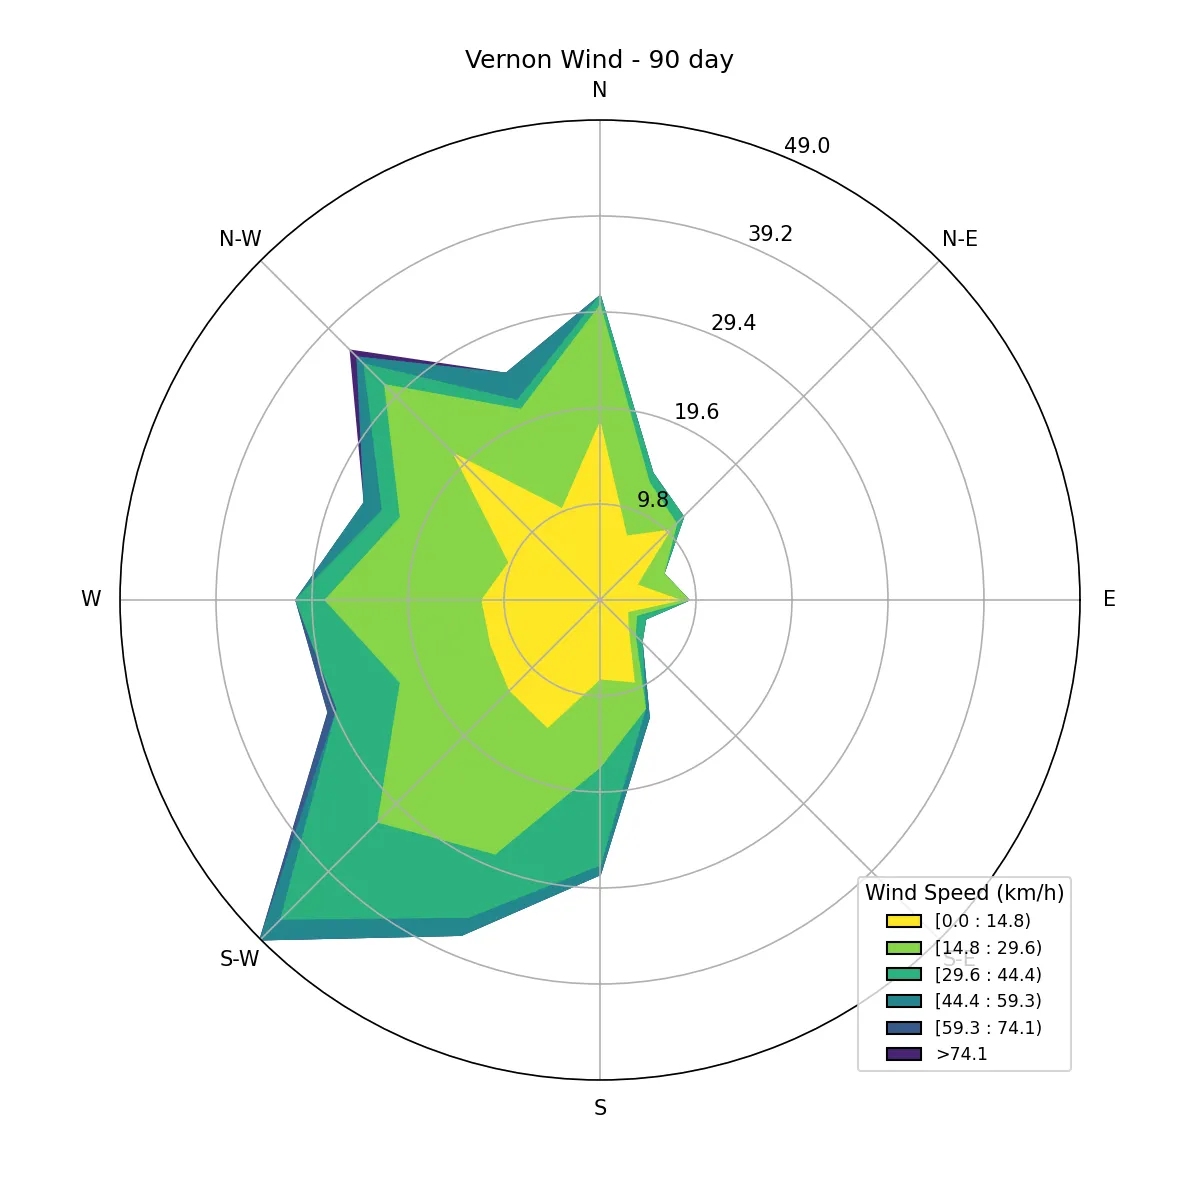 Vernon Wind - 90 day
N
49.0
N-W
39.2
N-E
29.4
19.6
9.8
W
E
S-W
S-E
S
Wind Speed (km/h)
[0.0 : 14.8)
[14.8 : 29.6)
[29.6 : 44.4)
[44.4 : 59.3)
[59.3 : 74.1)
>74.1